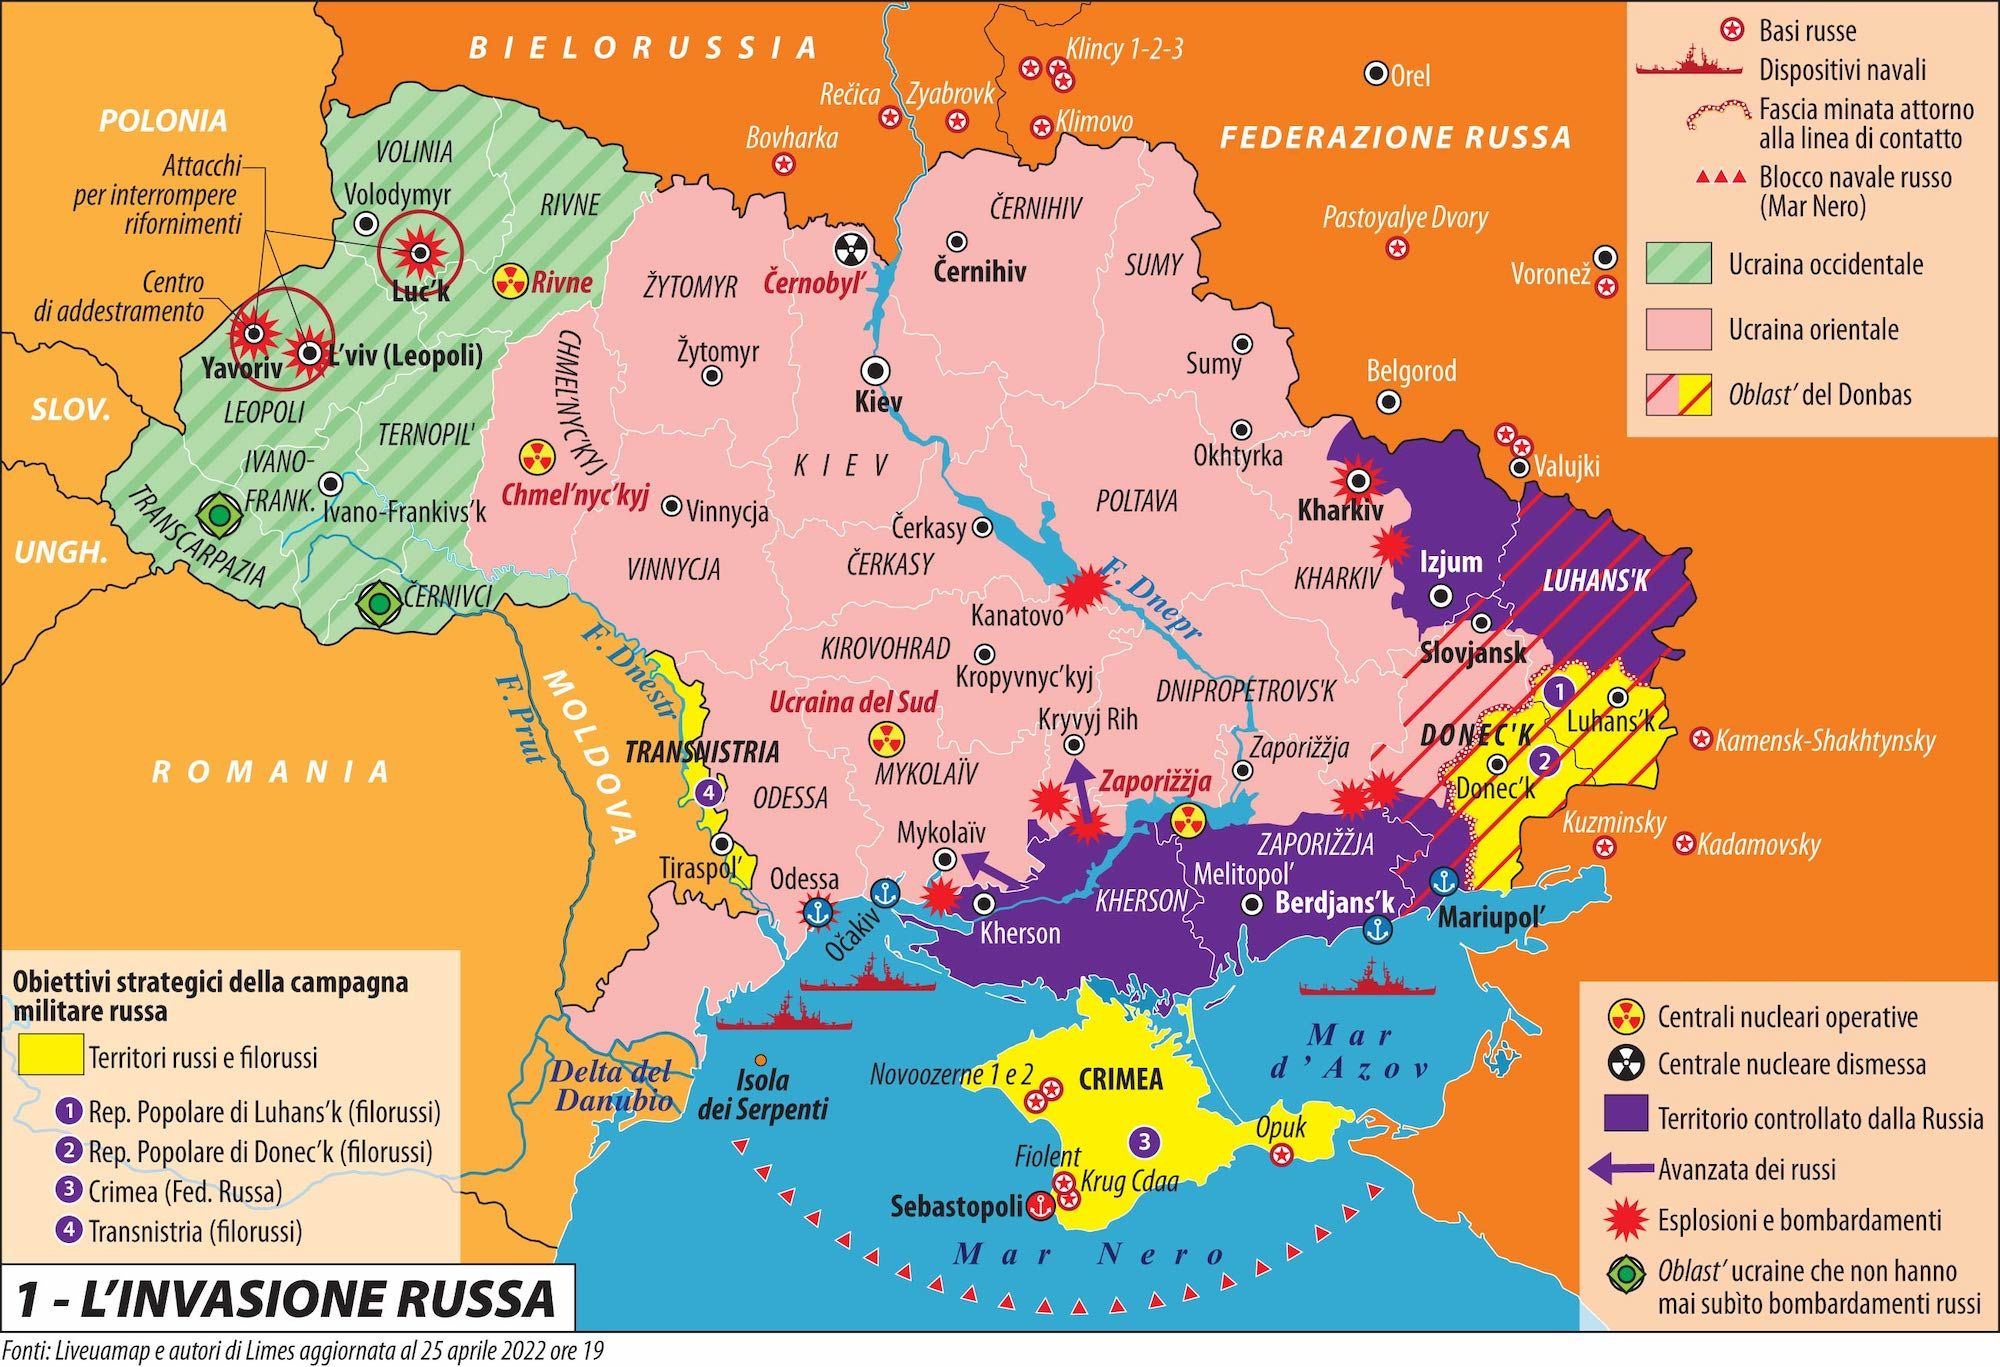 BIELORUSSIA
Klincy 1-2-3
Orel
Rečica
Zyabrovk
Klimovo
Bovharka
FEDERAZIONE RUSSA
POLONIA
Attacchi
per interrompere
rifornimenti
Centro
di addestramento
VOLINIA
Volodymyr
RIVNE
Luc'k
Rivne
Yavoriv
L'viv (Leopoli)
LEOPOLI
TERNOPIL'
IVANO-
FRANK.
Ivano-Frankivs'k
TRANSCARPAZIA
ČERNIVCI
SLOV.
UNGH.
ŽYTOMYR
Žytomyr
Černobyl'
ČERNIHIV
Černihiv
SUMY
Sumy
Pastoyalye Dvory
Voronež
Belgorod
Valujki
Okhtyrka
Kiev
KIEV
CHMEL'NYC'KYJ
Chmel'nyc'kyj
Vinnycja
VINNYCJA
Čerkasy
ČERKASY
POLTAVA
Kharkiv
KHARKIV
Izjum
LUHANS'K
Slovjansk
F. Dnepr
Kanatovo
KIROVOHRAD
Kropyvnyc'kyj
DNIPROPETROVS'K
Kryvyj Rih
Zaporižžja
Zaporižžja
Ucraina del Sud
MYKOLAÏV
Mykolaïv
F. Dnestr
F. Prut
MOLDOVA
ROMANIA
TRANSNISTRIA
4
Tiraspol'
ODESSA
Odessa
Očakiv
Kherson
KHERSON
ZAPORIŽŽJA
Melitopol'
Berdjans'k
Mariupol'
DONEC'K
Donec'k
1
2
Luhans'k
Kamensk-Shakhtynsky
Kuzminsky
Kadamovsky
Mar
d'Azov
Delta del
Danubio
Isola
dei Serpenti
Novoozerne 1 e 2
CRIMEA
3
Opuk
Fiolent
Krug Cdaa
Sebastopoli
Mar Nero
Basi russe
Dispositivi navali
Fascia minata attorno
alla linea di contatto
Blocco navale russo
(Mar Nero)
Ucraina occidentale
Ucraina orientale
Oblast' del Donbas
Obiettivi strategici della campagna
militare russa
Territori russi e filorussi
1 Rep. Popolare di Luhans'k (filorussi)
2 Rep. Popolare di Donec'k (filorussi)
3 Crimea (Fed. Russa)
4 Transnistria (filorussi)
Centrali nucleari operative
Centrale nucleare dismessa
Territorio controllato dalla Russia
Avanzata dei russi
Esplosioni e bombardamenti
Oblast' ucraine che non hanno
mai subìto bombardamenti russi
1 - L'INVASIONE RUSSA
Fonti: Liveuamap e autori di Limes aggiornata al 25 aprile 2022 ore 19